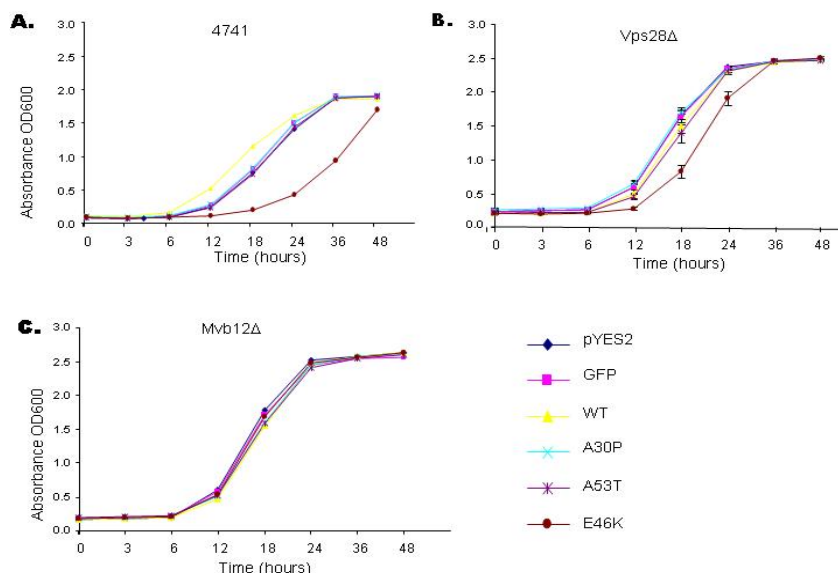 A.
4741
Absorbance OD600
3.0
2.5
2.0
1.5
1.0
0.5
0.0
0 3 6 12 18 24 36 48
Time (hours)
B.
Vps28Δ
Absorbance OD600
3.0
2.5
2.0
1.5
1.0
0.5
0.0
0 3 6 12 18 24 36 48
Time (hours)
C.
Mvb12Δ
Absorbance OD600
3.0
2.5
2.0
1.5
1.0
0.5
0.0
0 3 6 12 18 24 36 48
Time (hours)
pYES2
GFP
WT
A30P
A53T
E46K